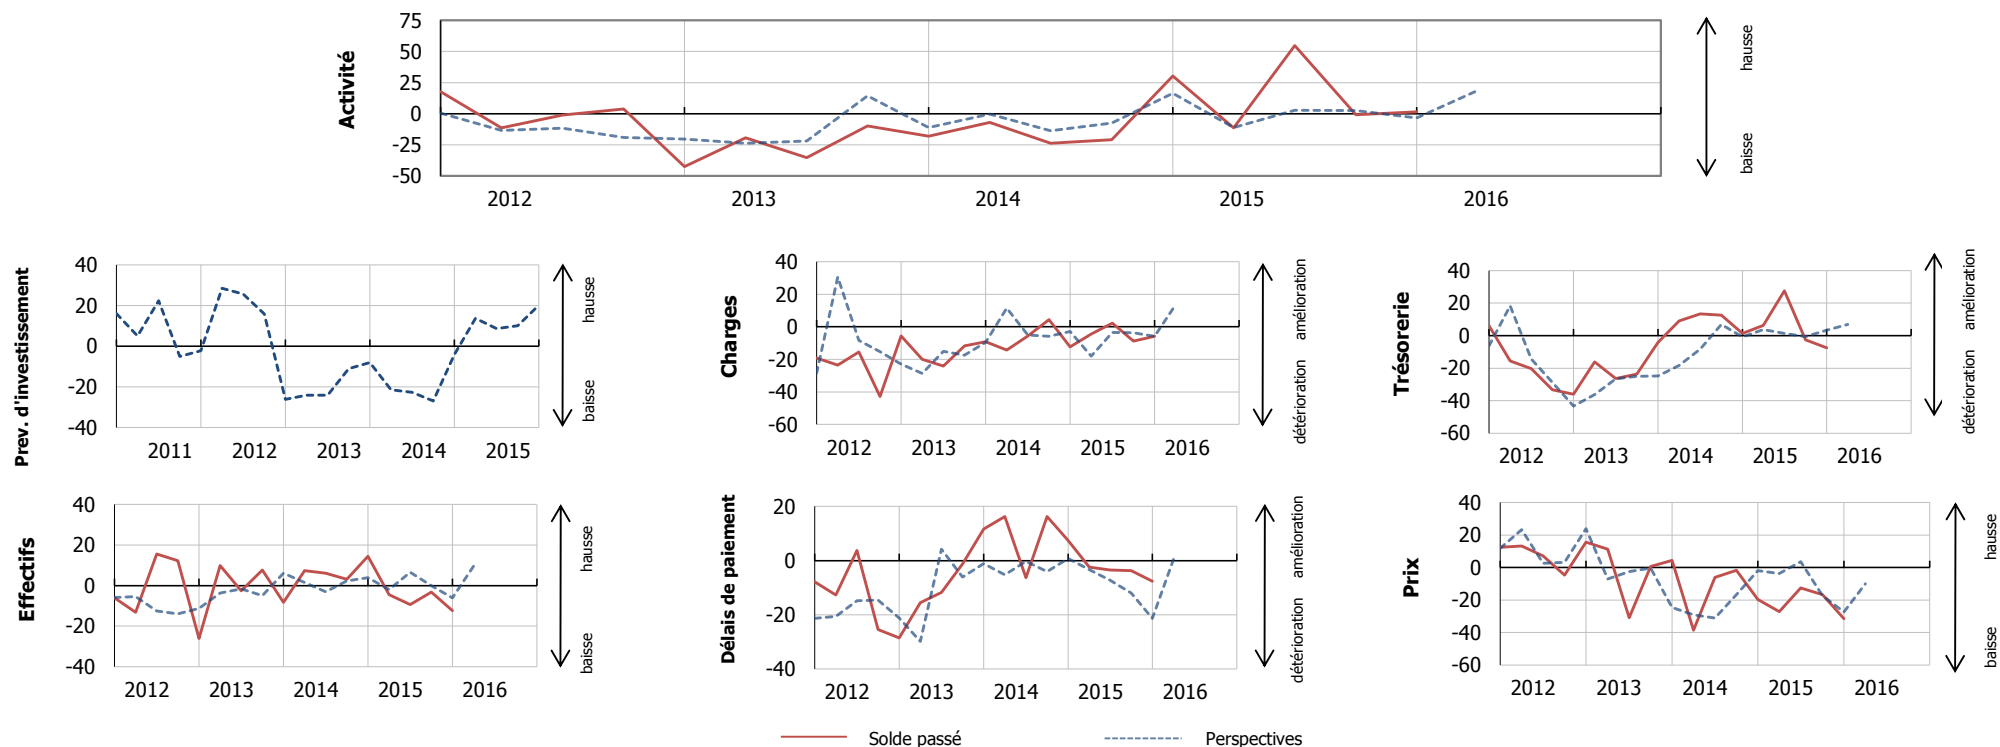 Activité
75
50
25
0
-25
-50
2012 2013 2014 2015 2016
hausse
baisse
Prev. d'investissement
40
20
0
-20
-40
2011 2012 2013 2014 2015
hausse
baisse
Charges
40
20
0
-20
-40
-60
2012 2013 2014 2015 2016
amélioration
détérioration
Trésorerie
40
20
0
-20
-40
-60
2012 2013 2014 2015 2016
amélioration
détérioration
Effectifs
40
20
0
-20
-40
2012 2013 2014 2015 2016
hausse
baisse
Délais de paiement
20
0
-20
-40
2012 2013 2014 2015 2016
amélioration
détérioration
Prix
40
20
0
-20
-40
-60
2012 2013 2014 2015 2016
hausse
baisse
Solde passé Perspectives